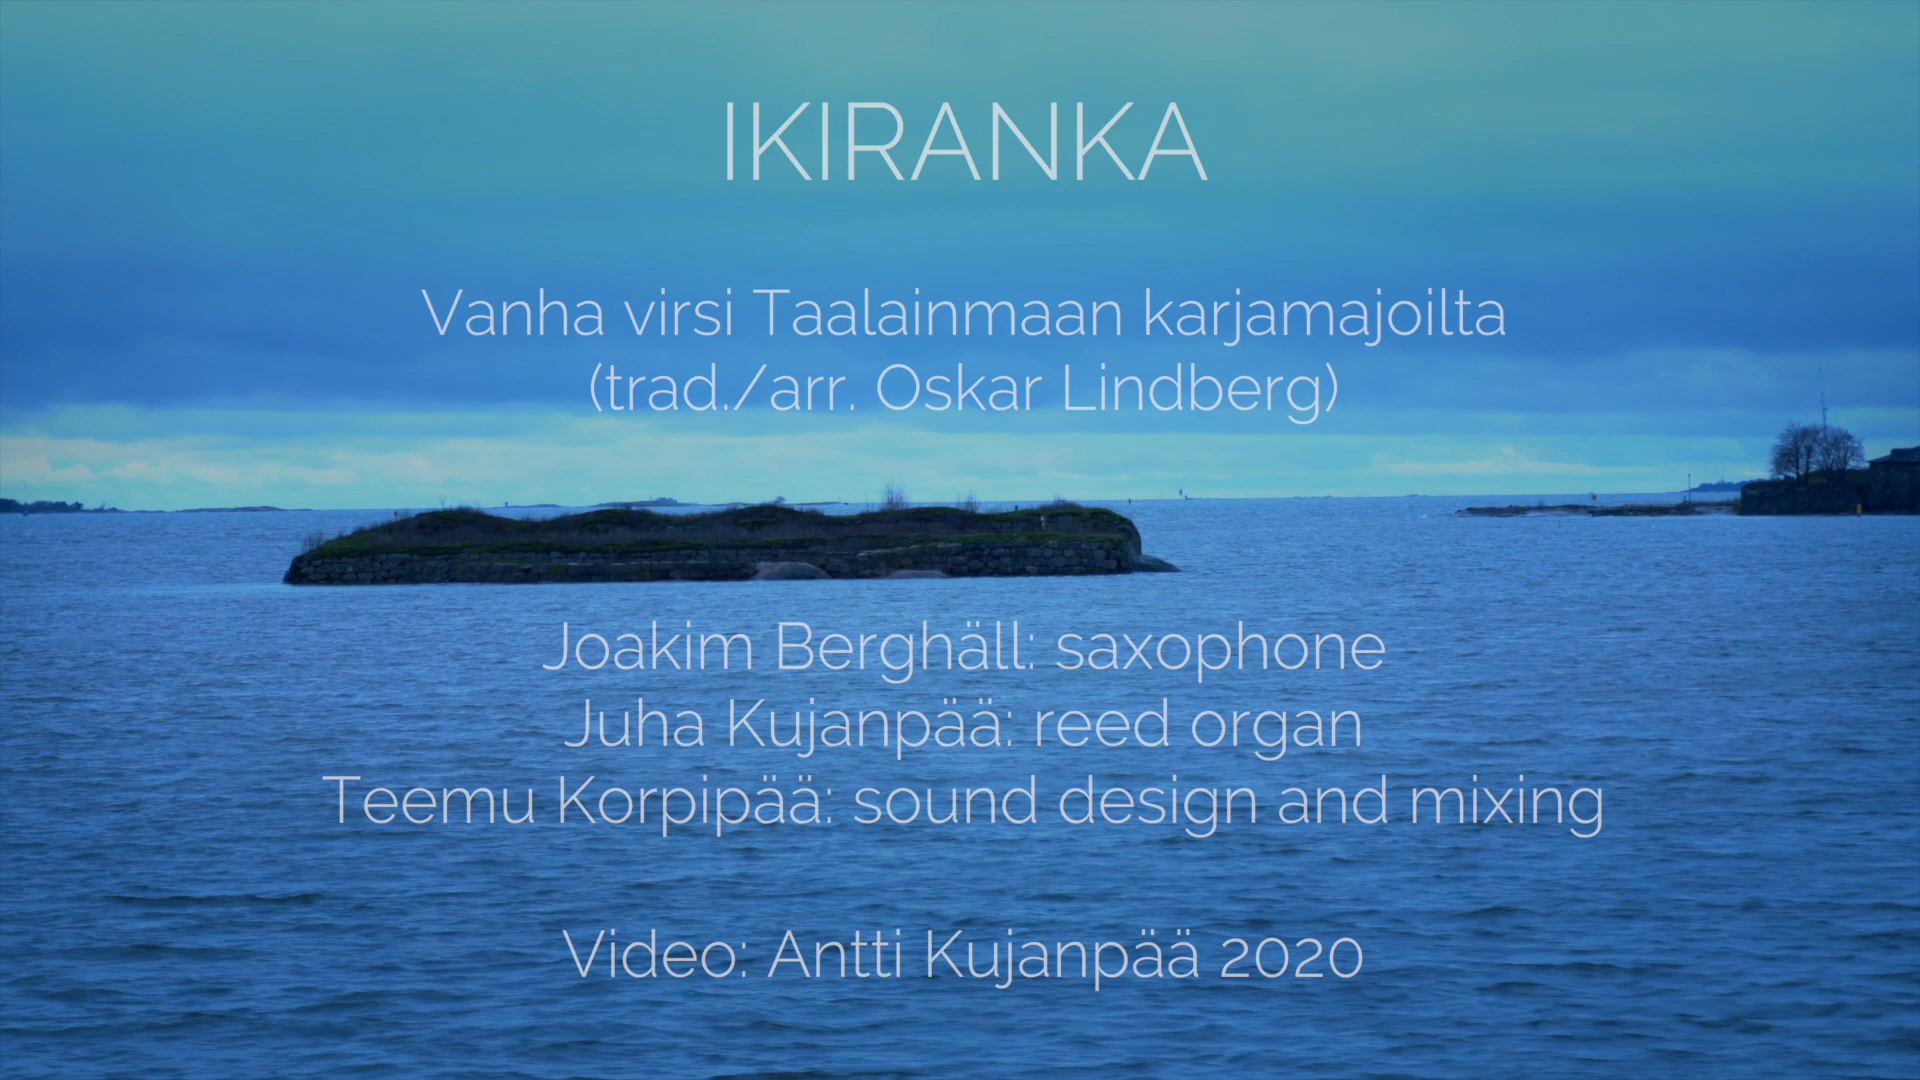 IKIRANKA
Vanha virsi Taalainmaan karjamajoilta
(trad./arr. Oskar Lindberg)
Joakim Berghäll: saxophone
Juha Kujanpää: reed organ
Teemu Korpipää: sound design and mixing
Video: Antti Kujanpää 2020